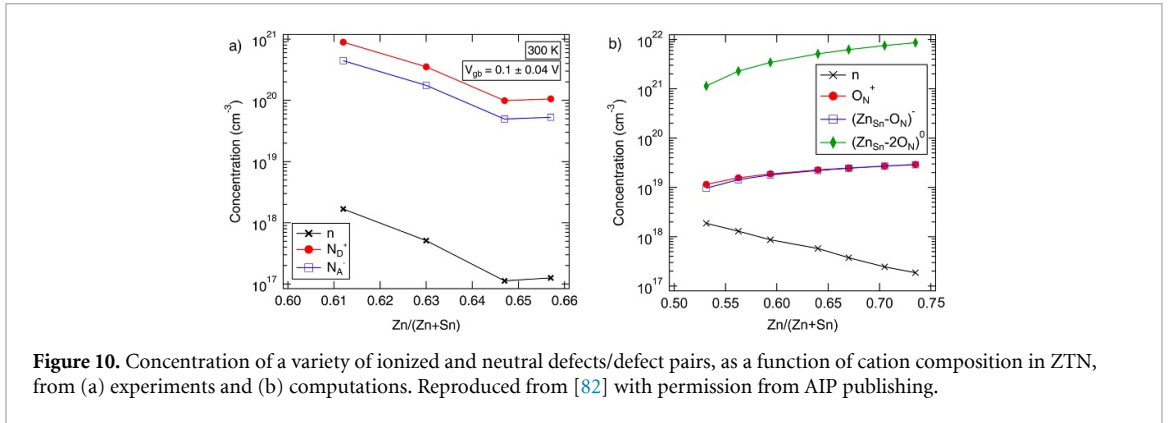 a)
10^21
10^20
10^19
10^18
10^17
Concentration (cm^-3)
300 K
V_gb = 0.1 ± 0.04 V
n
N_D^+
N_A^-
0.60 0.61 0.62 0.63 0.64 0.65 0.66
Zn/(Zn+Sn)
b)
10^22
10^21
10^20
10^19
10^18
10^17
Concentration (cm^-3)
n
O_N^+
(Zn_Sn-O_N)^-
(Zn_Sn-2O_N)^0
0.50 0.55 0.60 0.65 0.70 0.75
Zn/(Zn+Sn)
Figure 10. Concentration of a variety of ionized and neutral defects/defect pairs, as a function of cation composition in ZTN,
from (a) experiments and (b) computations. Reproduced from [82] with permission from AIP publishing.